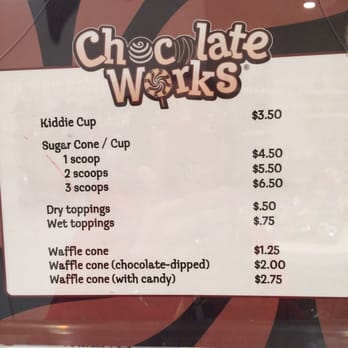 Chocolate
Works®
Kiddie Cup $3.50
Sugar Cone / Cup
1 scoop $4.50
2 scoops $5.50
3 scoops $6.50
Dry toppings $.50
Wet toppings $.75
Waffle cone $1.25
Waffle cone (chocolate-dipped) $2.00
Waffle cone (with candy) $2.75